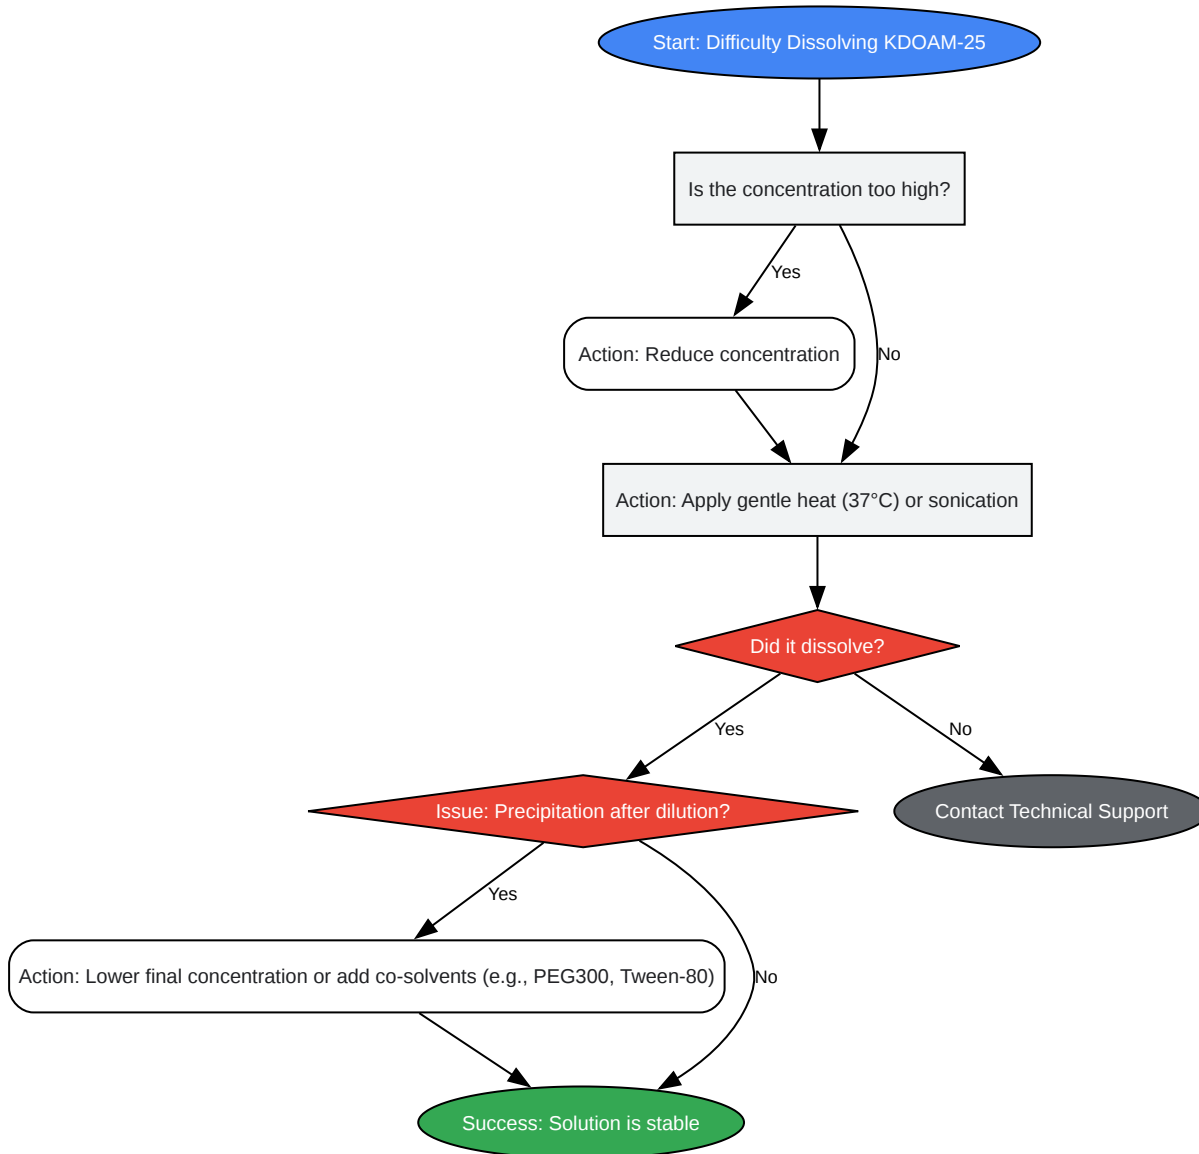 Start: Difficulty Dissolving KDOAM-25
Is the concentration too high?
Yes
Action: Reduce concentration
No
Action: Apply gentle heat (37°C) or sonication
Did it dissolve?
Yes
No
Issue: Precipitation after dilution?
Contact Technical Support
Yes
Action: Lower final concentration or add co-solvents (e.g., PEG300, Tween-80)
No
Success: Solution is stable